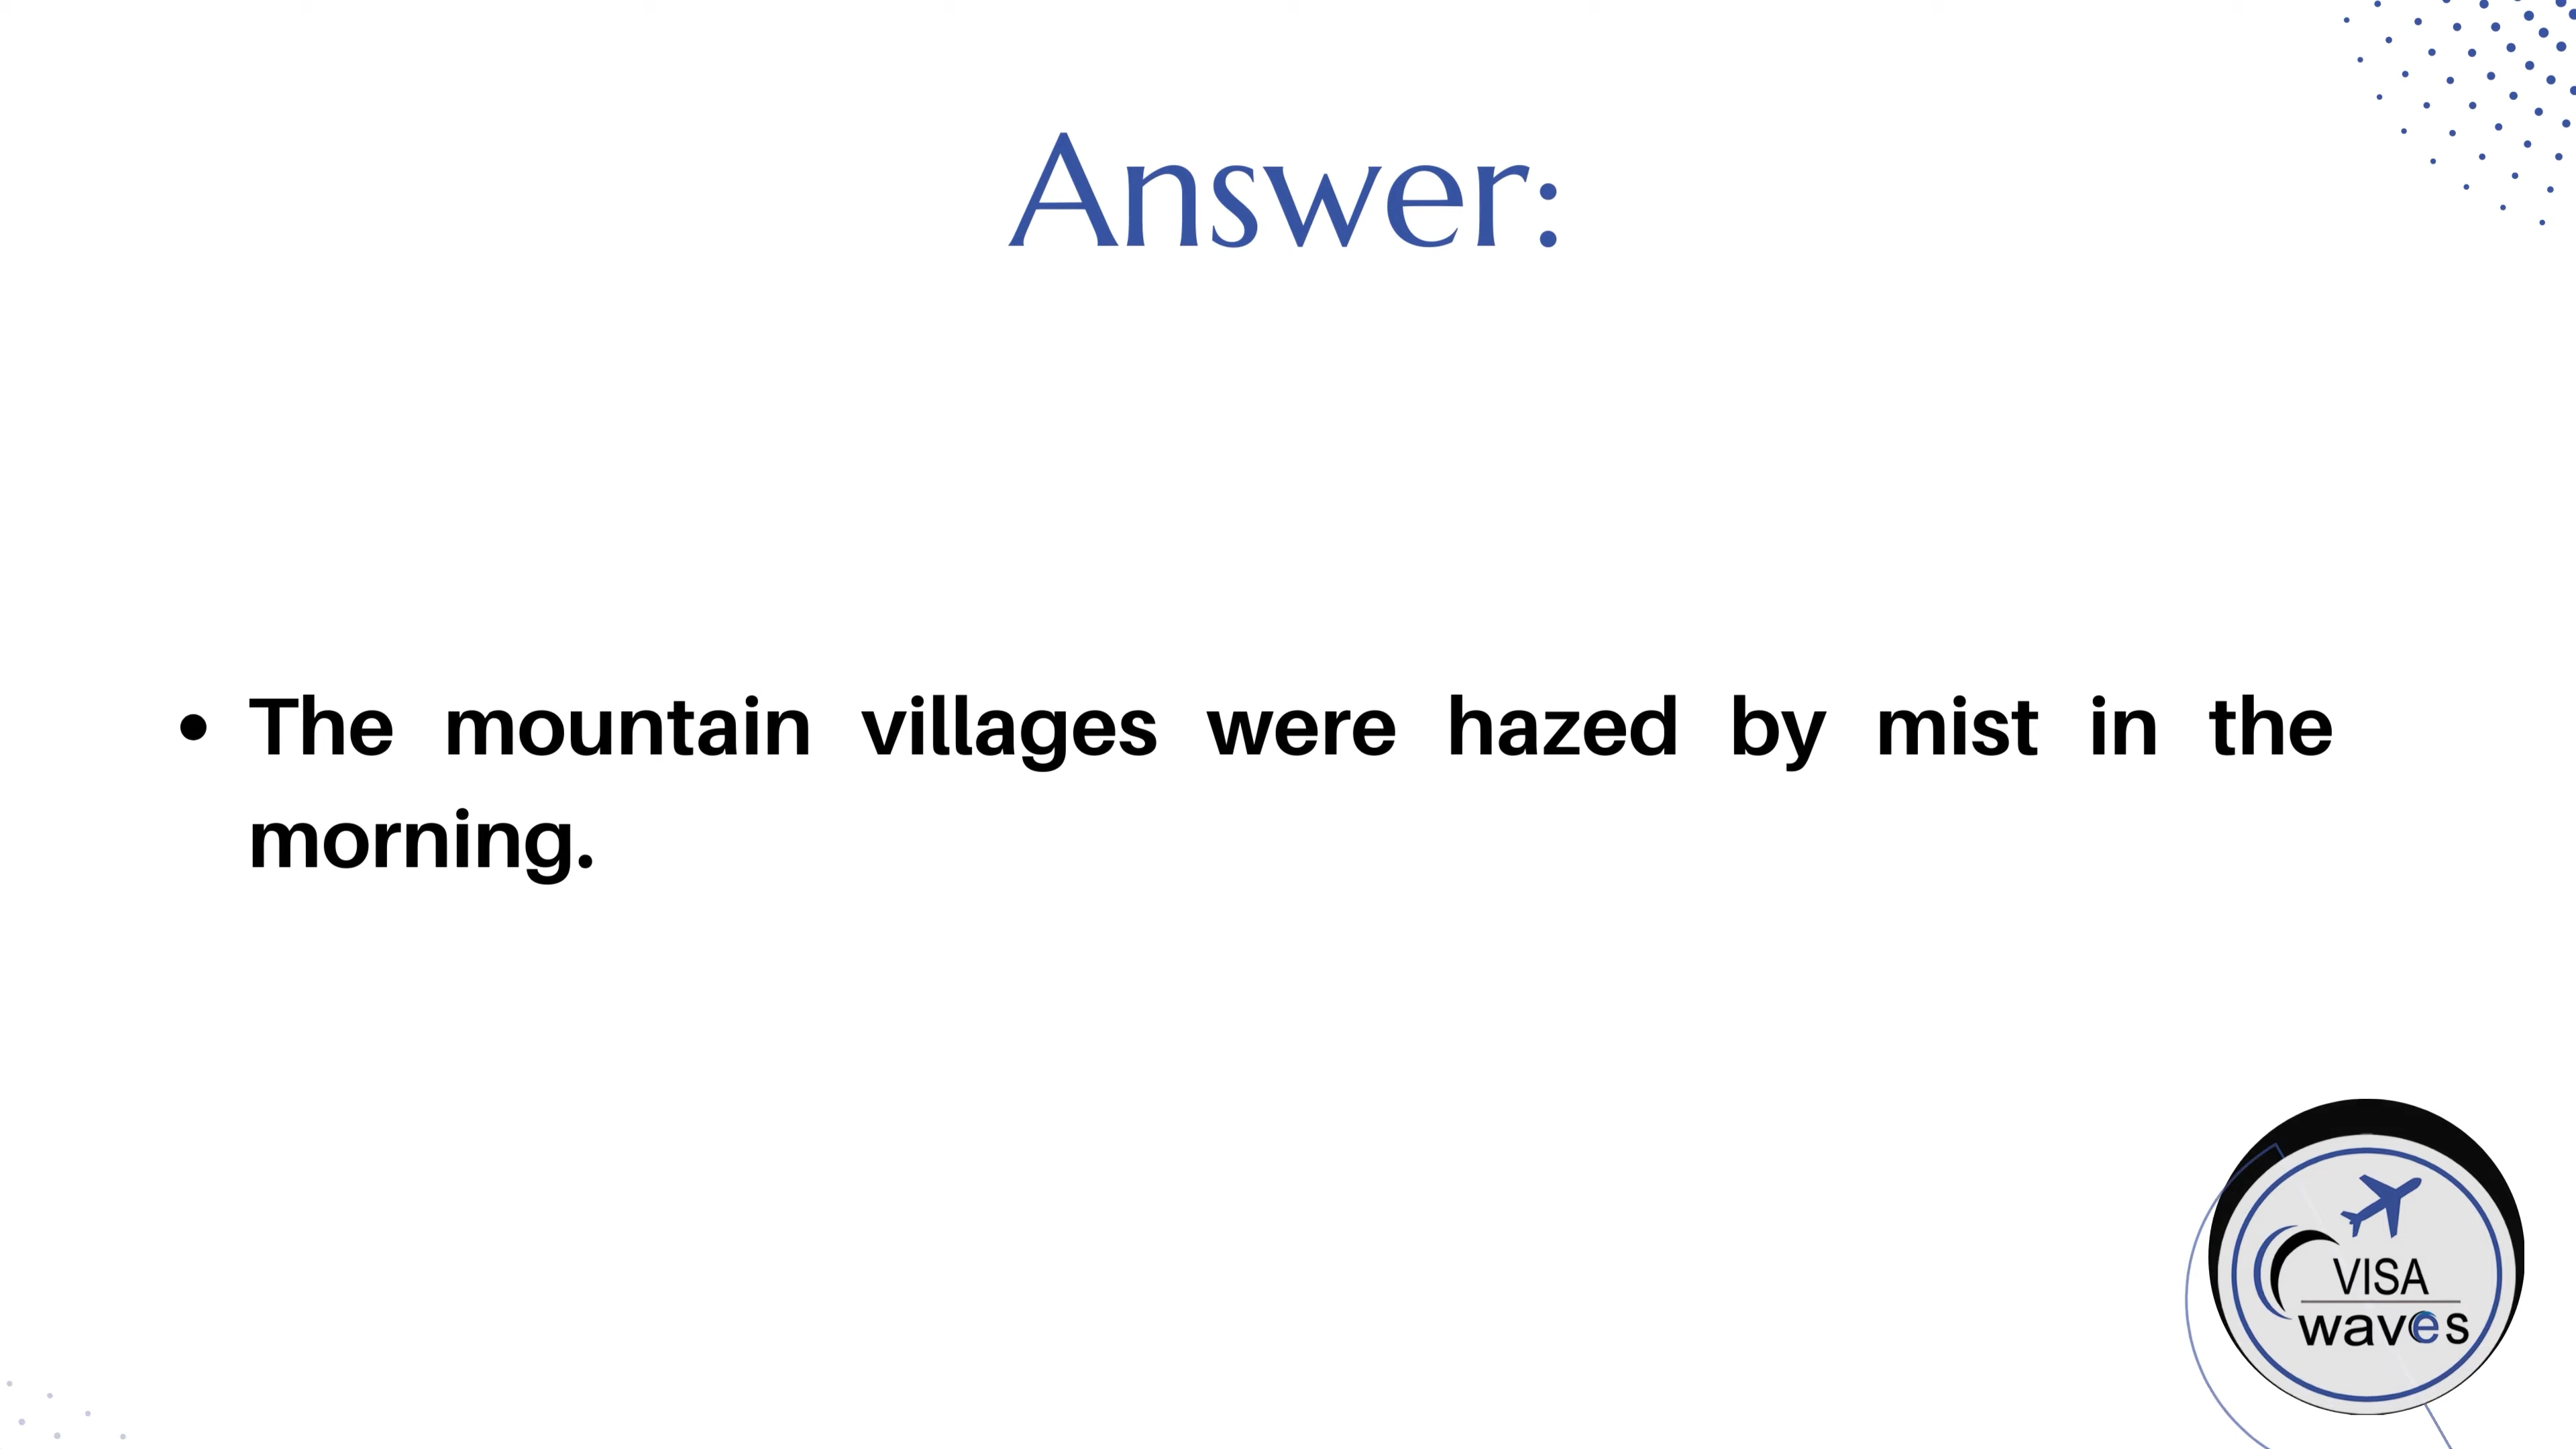 Answer:
• The mountain villages were hazed by mist in the
morning.
VISA
waves